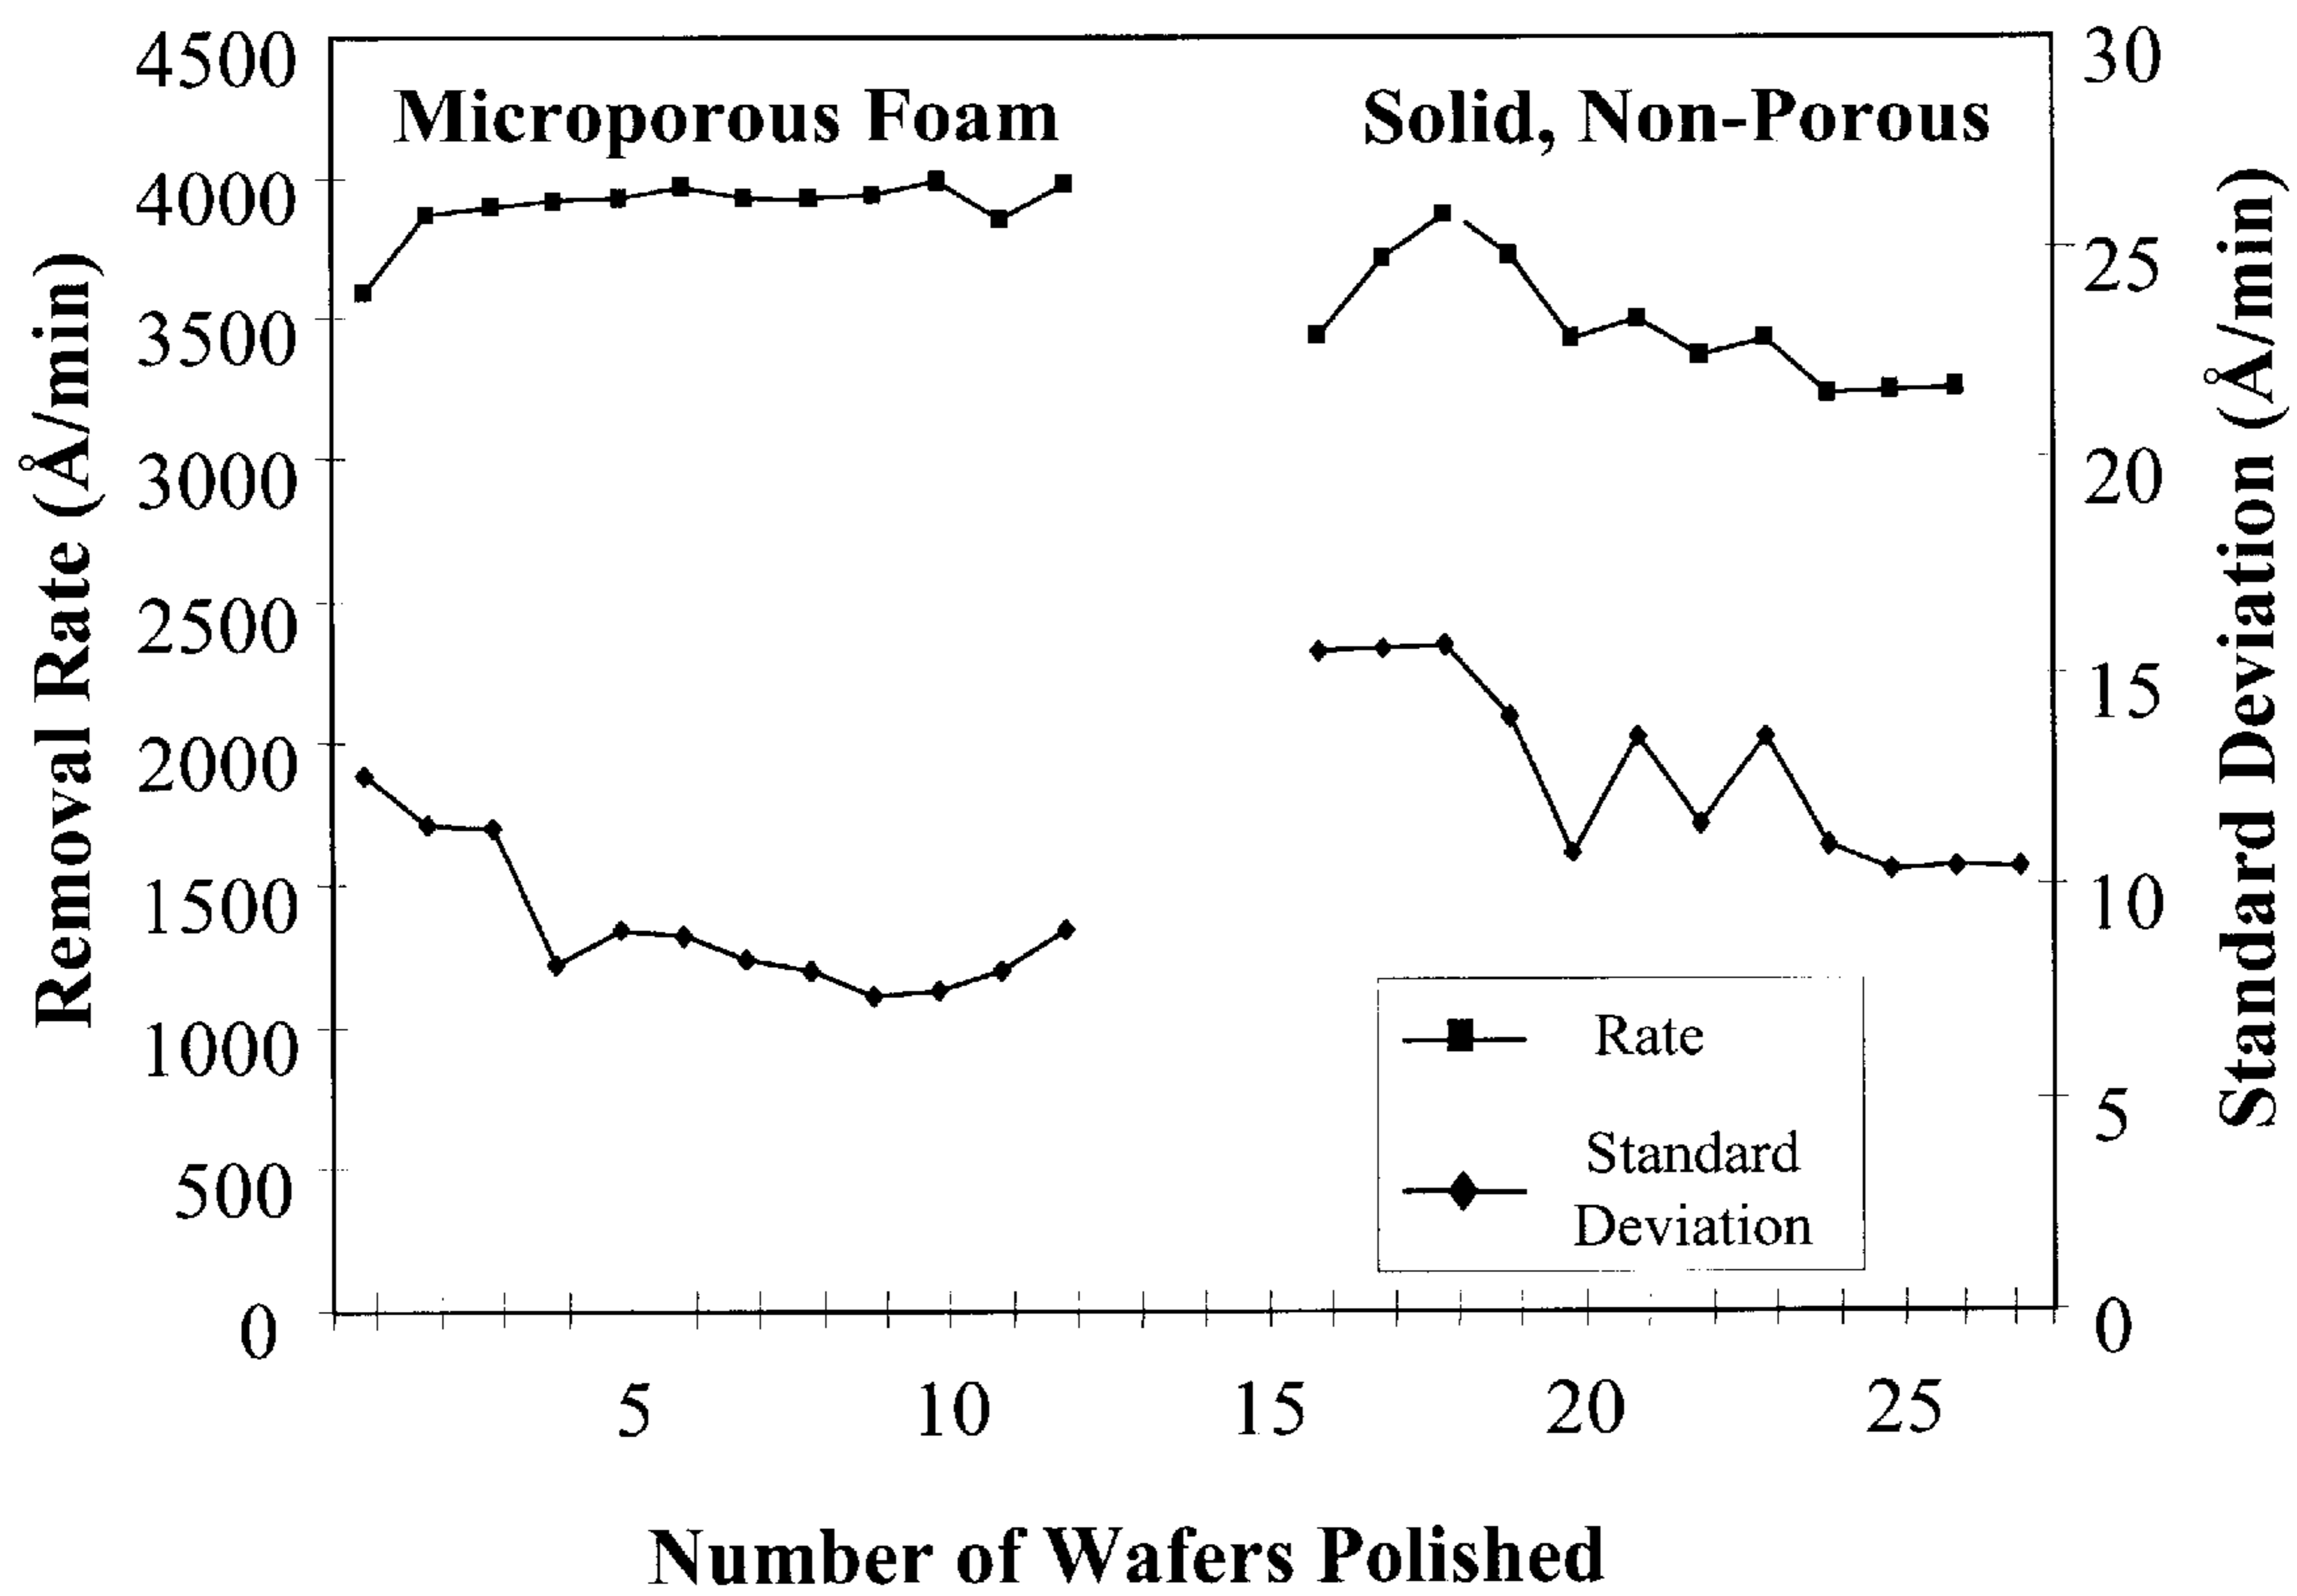 4500
4000
3500
3000
2500
2000
1500
1000
500
0
Removal Rate (Å/min)
Microporous Foam
Solid, Non-Porous
30
25
20
15
10
5
0
Standard Deviation (Å/min)
Rate
Standard
Deviation
5 10 15 20 25
Number of Wafers Polished